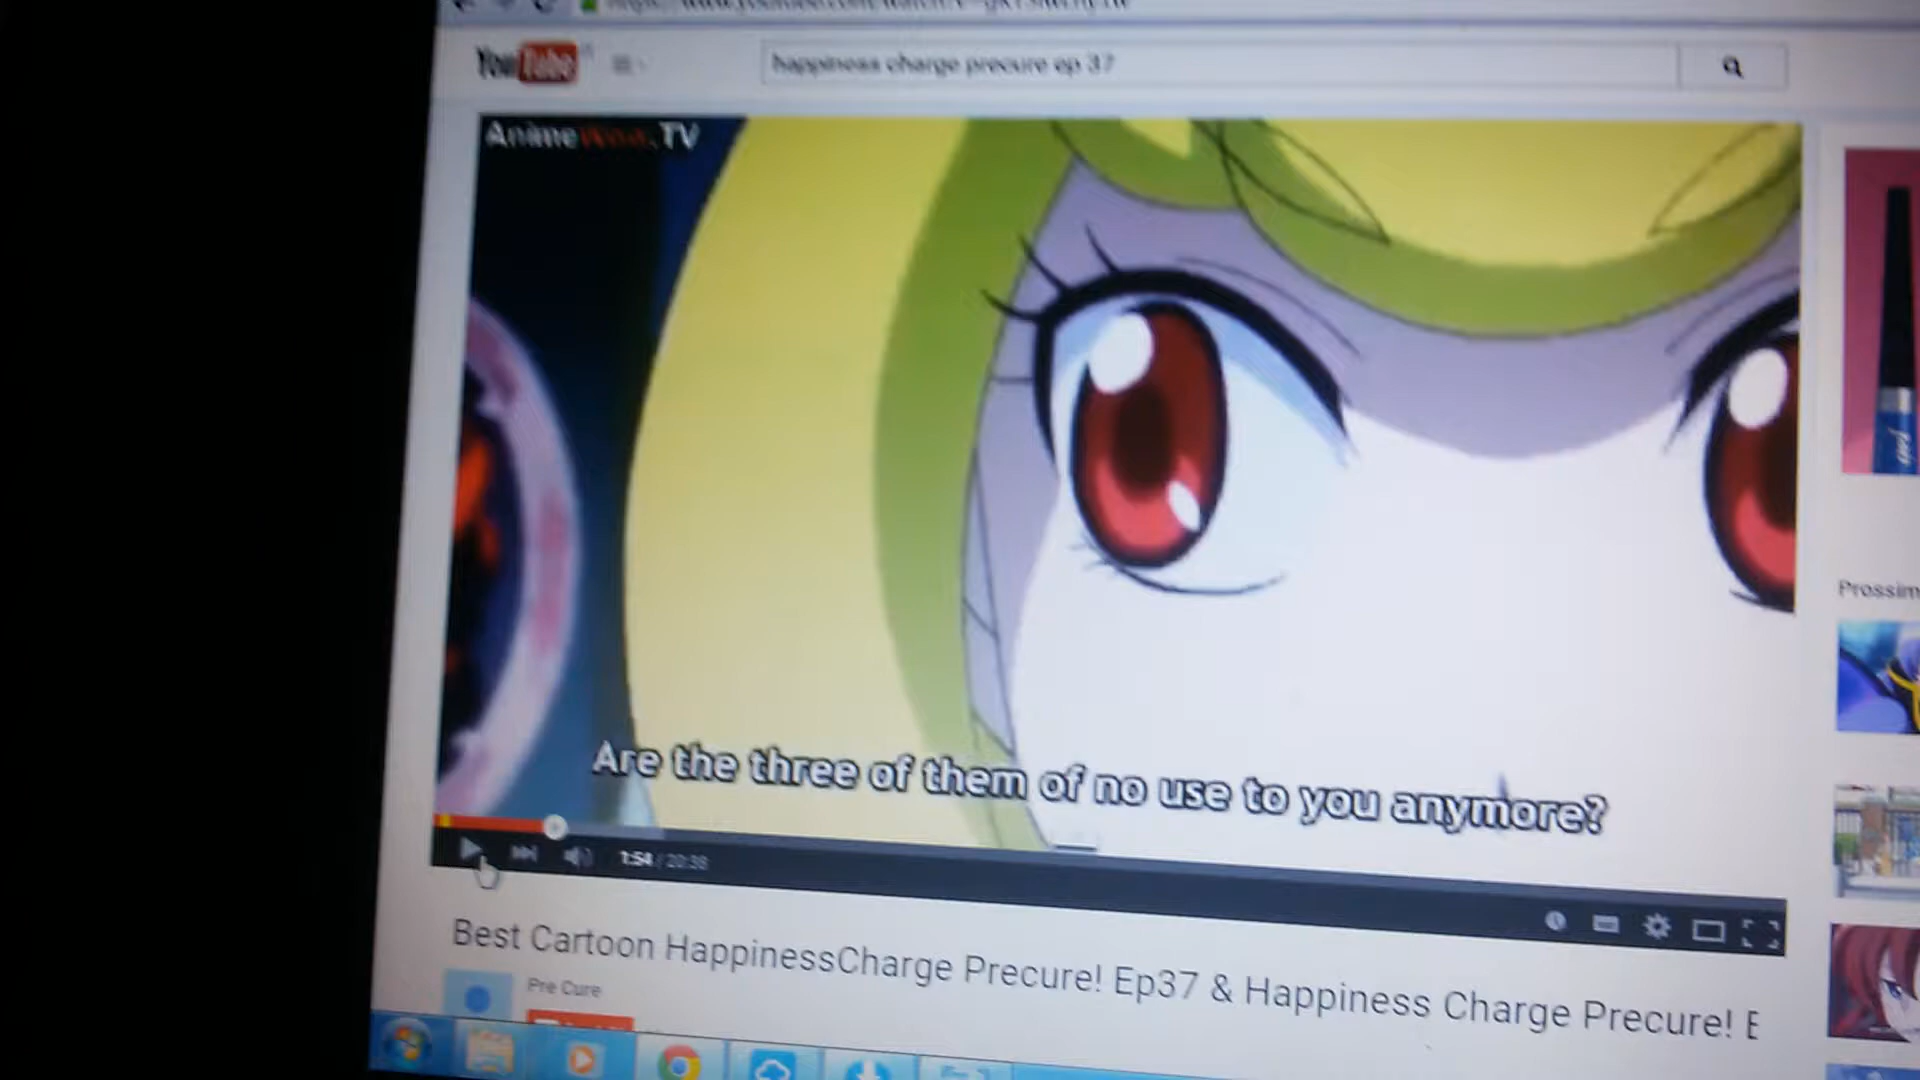 YouTube
happiness charge precure ep 37
Anime
.TV
Are the three of them of no use to you anymore?
1:54 / 20:38
Best Cartoon HappinessCharge Precure! Ep37 & Happiness Charge Precure! E
Pre Cure
Prossim